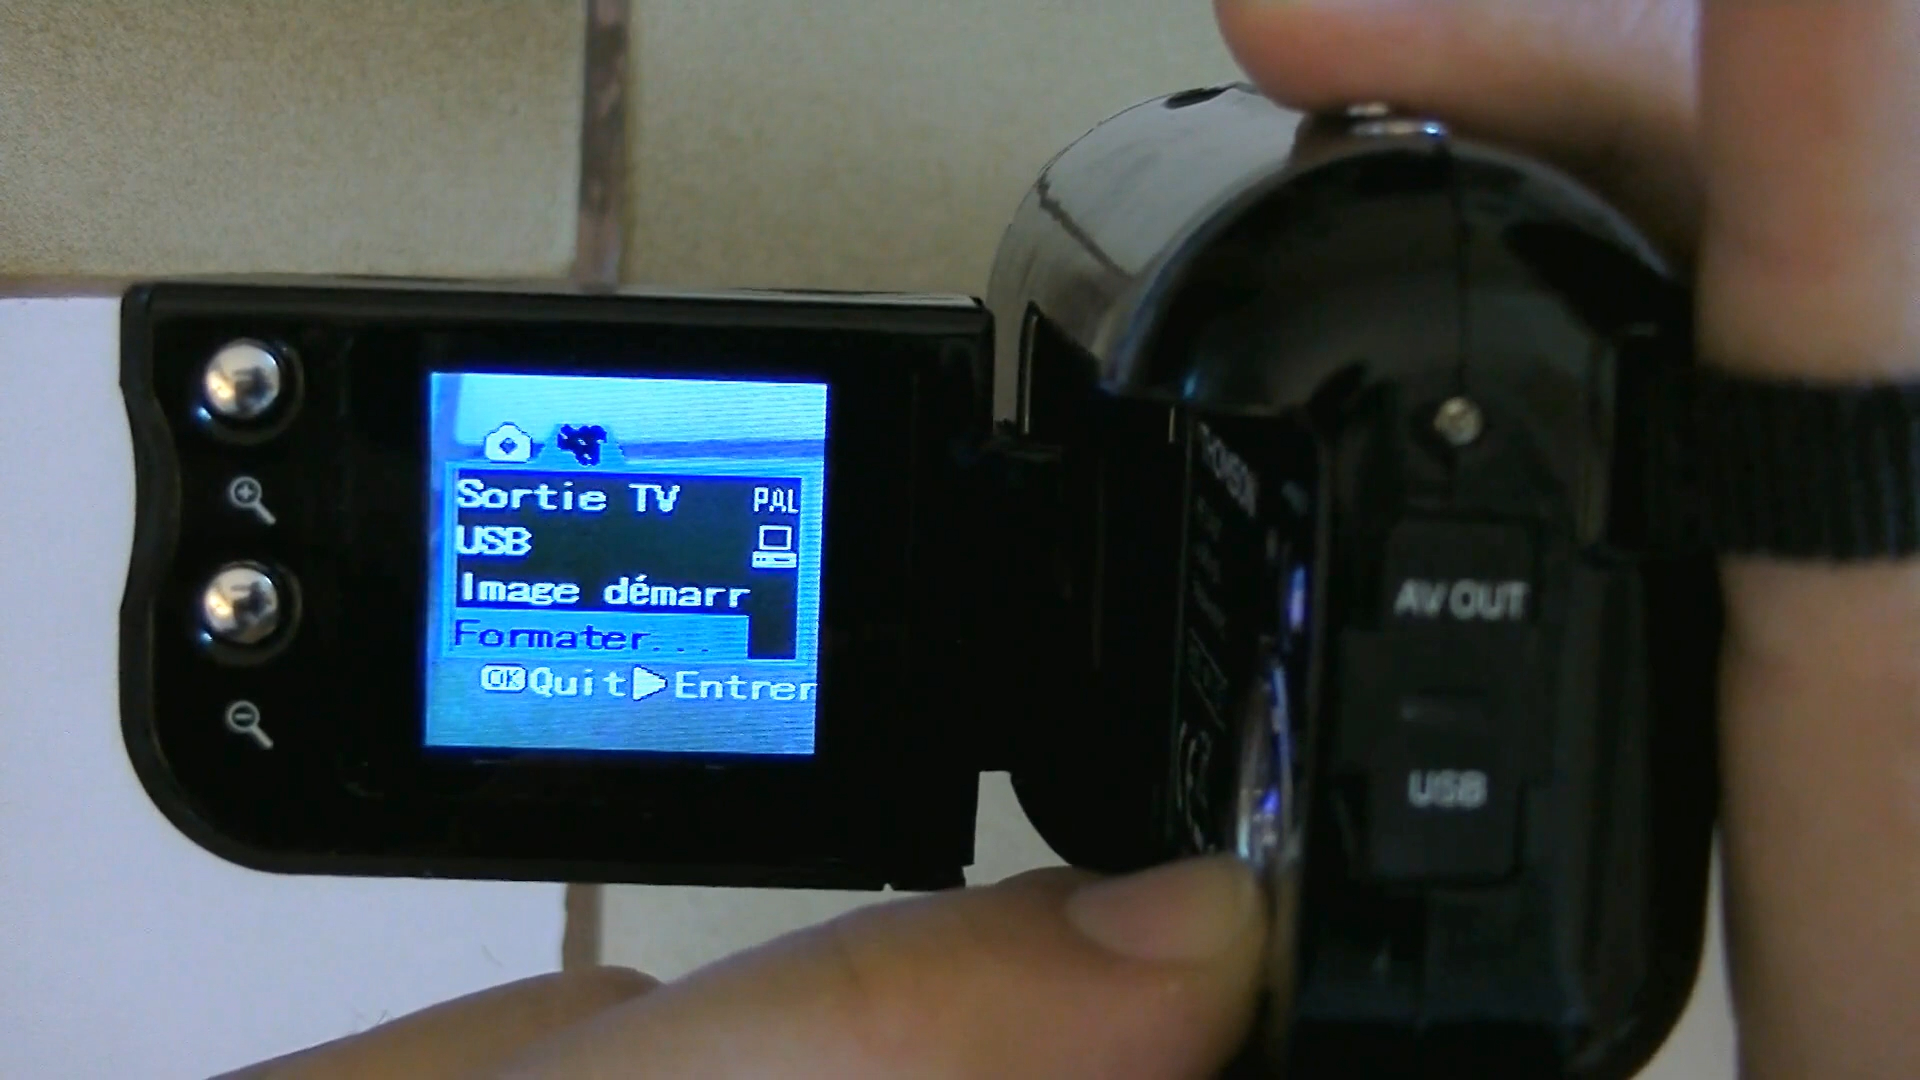 Sortie TV PAL
USB
Image démarr
Formater...
OK Quit Entrer
AV OUT
USB